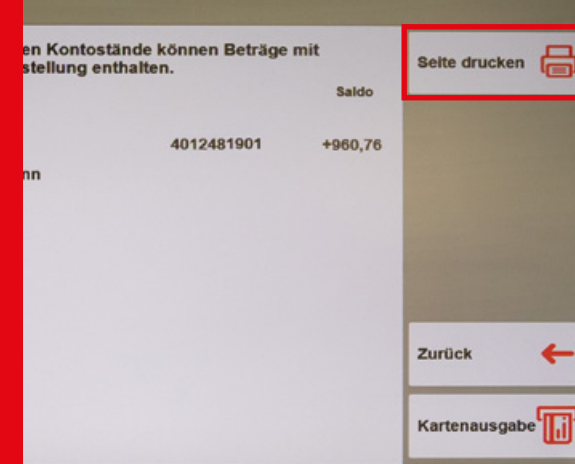 en Kontostände können Beträge mit
stellung enthalten.
Saldo
4012481901 +960,76
nn
Seite drucken
Zurück
Kartenausgabe